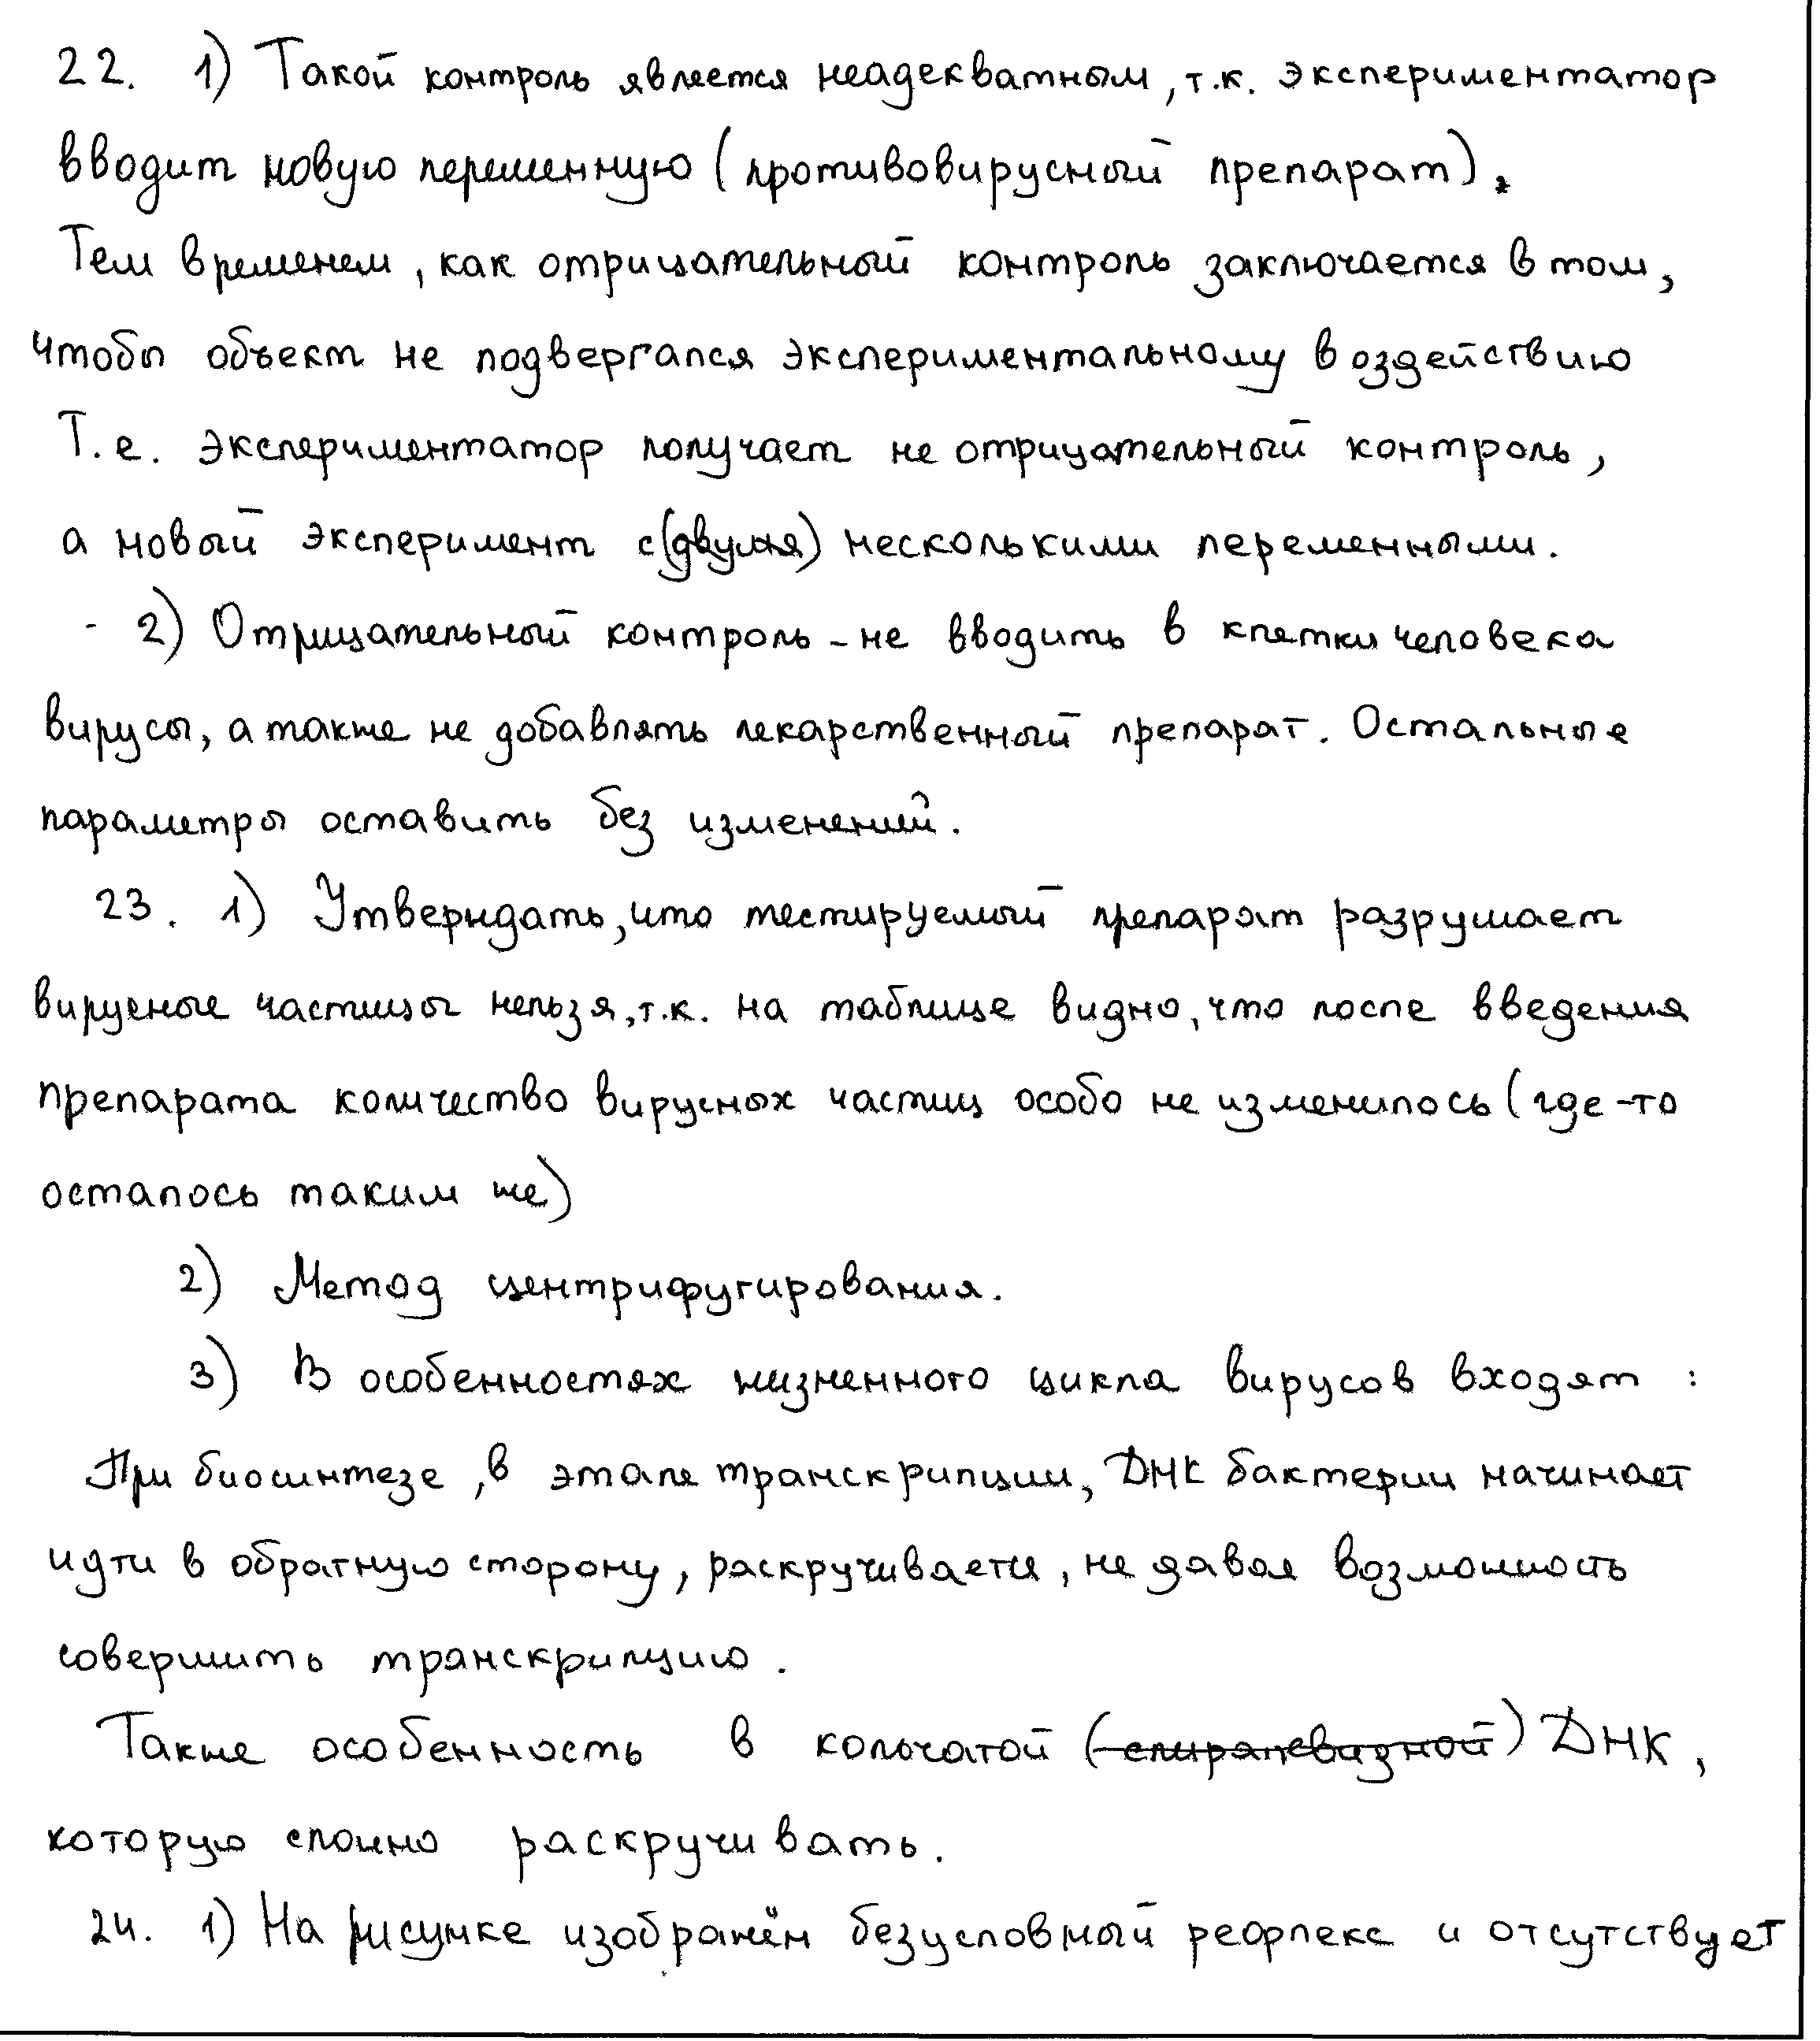 22. 1) Такой контроль является неадекватным, т.к. экспериментатор
вводит новую переменную (противовирусный препарат).
Тем временем, как отрицательный контроль заключается в том,
чтобы объект не подвергался экспериментальному воздействию
Т.е. экспериментатор получает не отрицательный контроль,
а новый эксперимент с (двумя) несколькими переменными.
- 2) Отрицательный контроль - не вводить в клетки человека
вирусы, а также не добавлять лекарственный препарат. Остальные
параметры оставить без изменений.
23. 1) Утверждать, что тестируемый препарат разрушает
вирусные частицы нельзя, т.к. на таблице видно, что после введения
препарата количество вирусных частиц особо не изменилось (где-то
осталось таким же)
2) Метод центрифугирования.
3) В особенностях жизненного цикла вирусов входят :
При биосинтезе, в этапе транскрипции, ДНК бактерии начинает
идти в обратную сторону, раскручивается, не давая возможность
совершить транскрипцию.
Также особенность в кольчатой (спиралевидной) ДНК,
которую сложно раскручивать.
24. 1) На рисунке изображён безусловный рефлекс и отсутствует